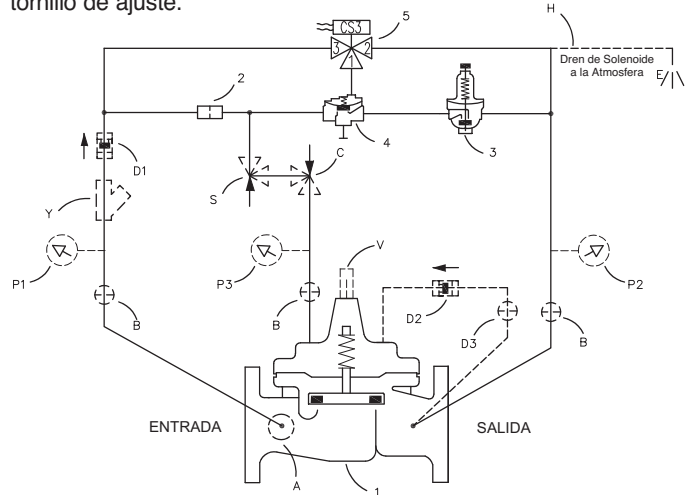 tornillo de ajuste.
CS3
5
3
2
1
H
Dren de Solenoide
a la Atmosfera
E
2
4
3
D1
S
C
Y
P1
P3
V
P2
B
B
D2
D3
B
ENTRADA
SALIDA
A
1